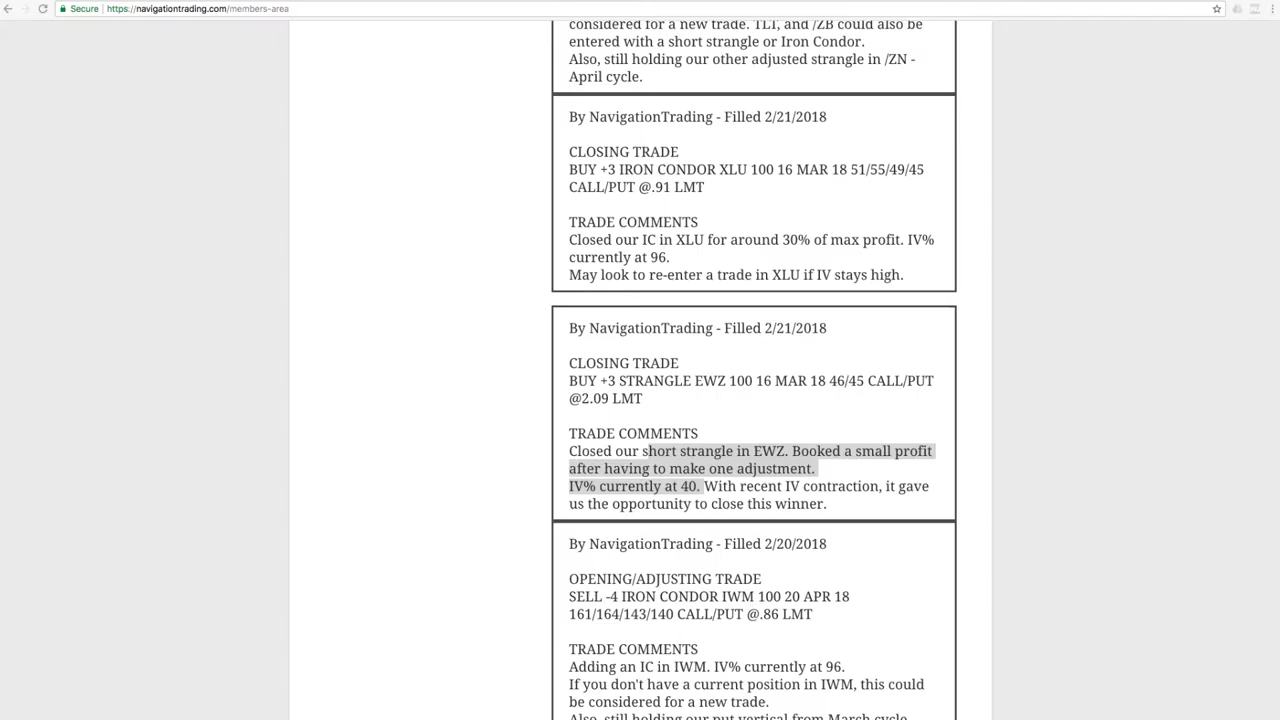 Secure | https://navigationtrading.com/members-area
considered for a new trade. TLT, and /ZB could also be
entered with a short strangle or Iron Condor.
Also, still holding our other adjusted strangle in /ZN -
April cycle.
By NavigationTrading - Filled 2/21/2018
CLOSING TRADE
BUY +3 IRON CONDOR XLU 100 16 MAR 18 51/55/49/45
CALL/PUT @.91 LMT
TRADE COMMENTS
Closed our IC in XLU for around 30% of max profit. IV%
currently at 96.
May look to re-enter a trade in XLU if IV stays high.
By NavigationTrading - Filled 2/21/2018
CLOSING TRADE
BUY +3 STRANGLE EWZ 100 16 MAR 18 46/45 CALL/PUT
@2.09 LMT
TRADE COMMENTS
Closed our short strangle in EWZ. Booked a small profit
after having to make one adjustment.
IV% currently at 40. With recent IV contraction, it gave
us the opportunity to close this winner.
By NavigationTrading - Filled 2/20/2018
OPENING/ADJUSTING TRADE
SELL -4 IRON CONDOR IWM 100 20 APR 18
161/164/143/140 CALL/PUT @.86 LMT
TRADE COMMENTS
Adding an IC in IWM. IV% currently at 96.
If you don't have a current position in IWM, this could
be considered for a new trade.
Also, still holding our put vertical from March cycle